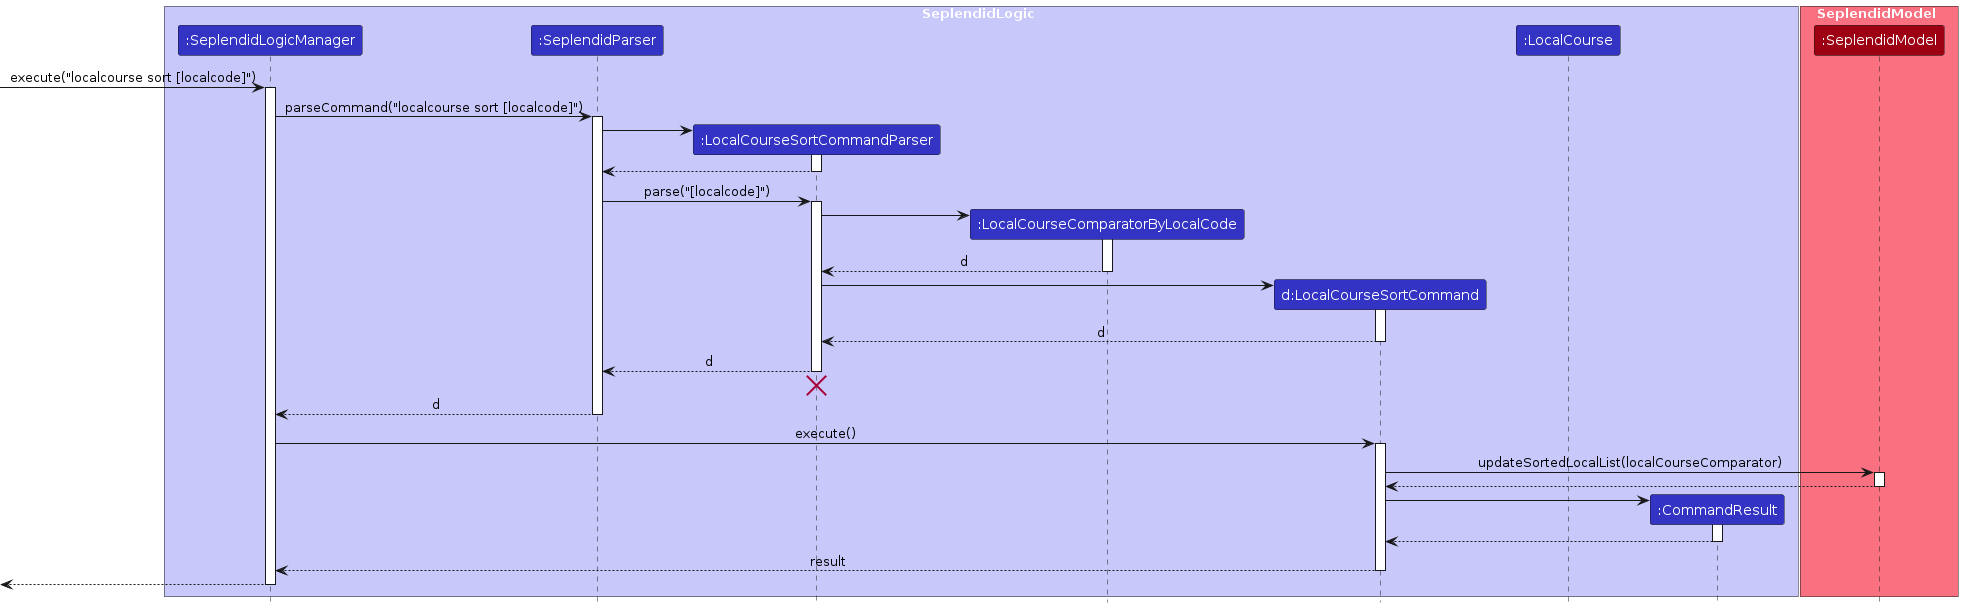 SeplendidLogic
SeplendidModel
:SeplendidLogicManager
:SeplendidParser
:LocalCourse
:SeplendidModel
execute("localcourse sort [localcode]")
parseCommand("localcourse sort [localcode]")
:LocalCourseSortCommandParser
parse("[localcode]")
:LocalCourseComparatorByLocalCode
d
d:LocalCourseSortCommand
d
d
d
execute()
updateSortedLocalList(localCourseComparator)
:CommandResult
result